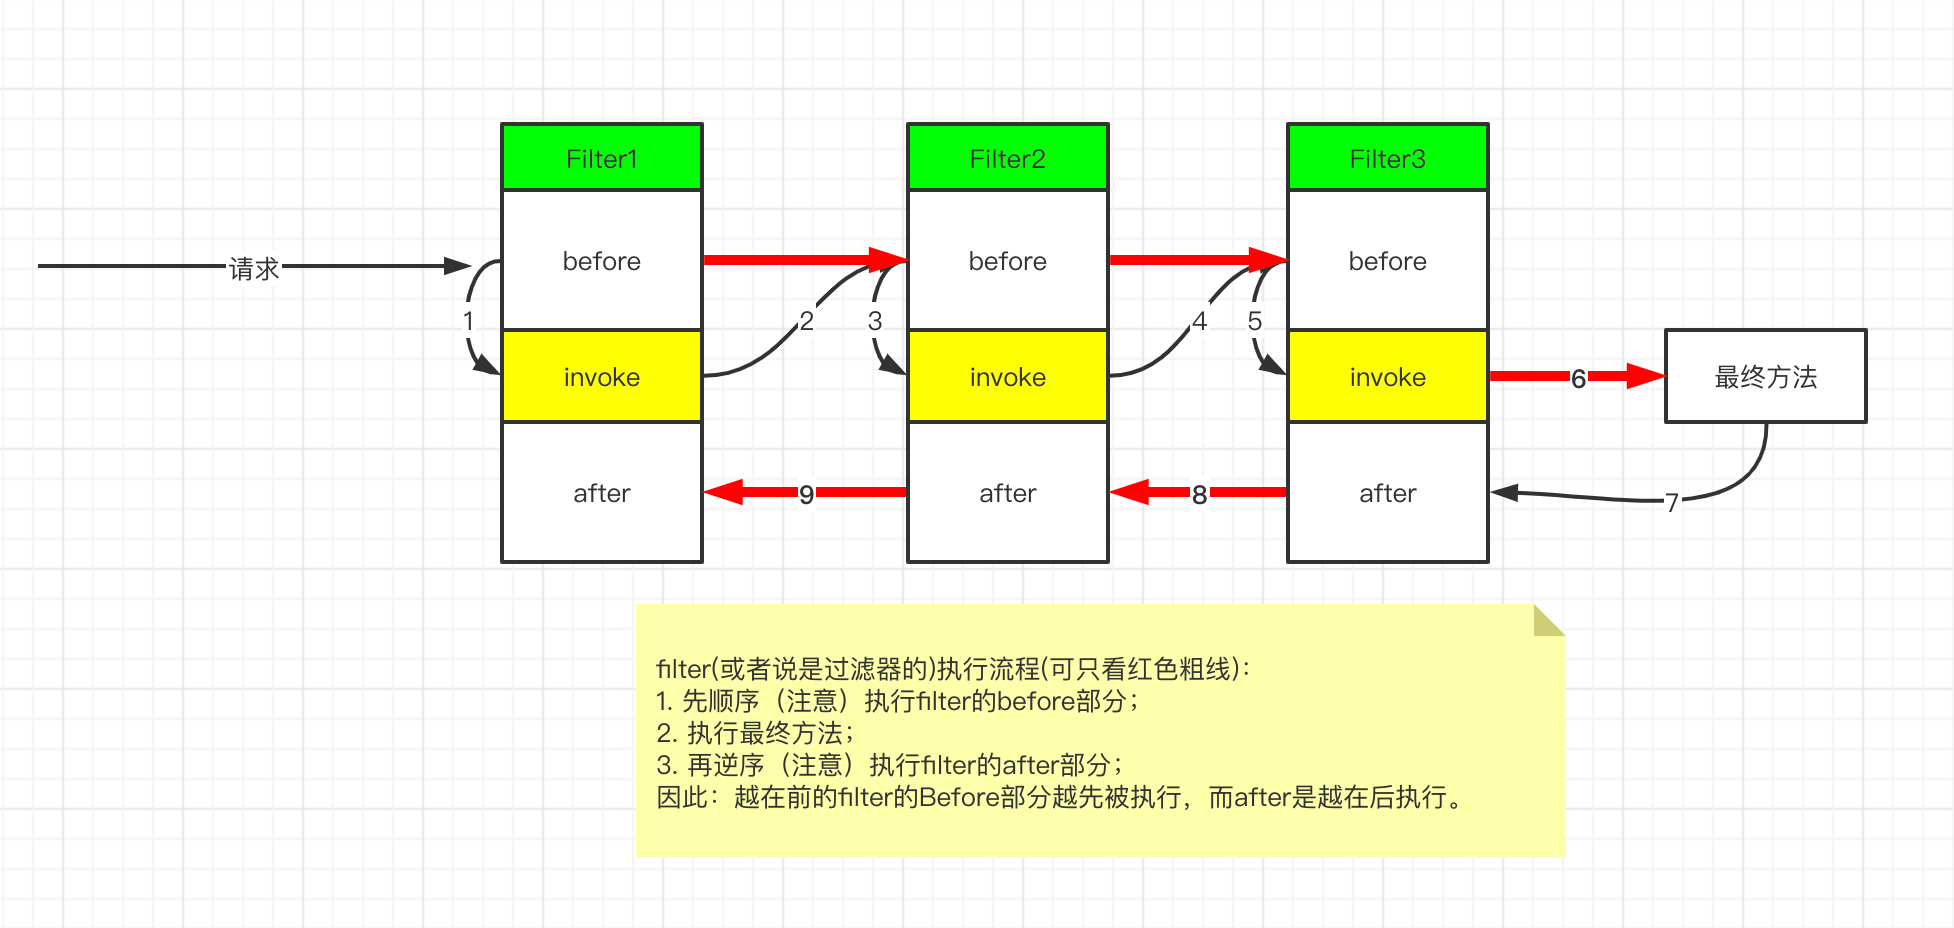 Filter1
Filter2
Filter3
请求
before
before
before
1
2
3
4
5
invoke
invoke
invoke
6
最终方法
after
9
after
8
after
7
filter(或者说是过滤器的)执行流程(可只看红色粗线)：
1. 先顺序（注意）执行filter的before部分；
2. 执行最终方法；
3. 再逆序（注意）执行filter的after部分；
因此：越在前的filter的Before部分越先被执行，而after是越在后执行。